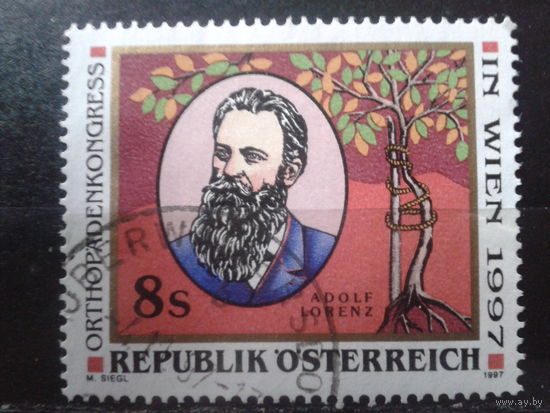 ORTHOPÄDENKONGRESS
IN WIEN 1997
8s
ADOLF
LORENZ
REPUBLIK ÖSTERREICH
M. SIEGL
1997
www.ay.by